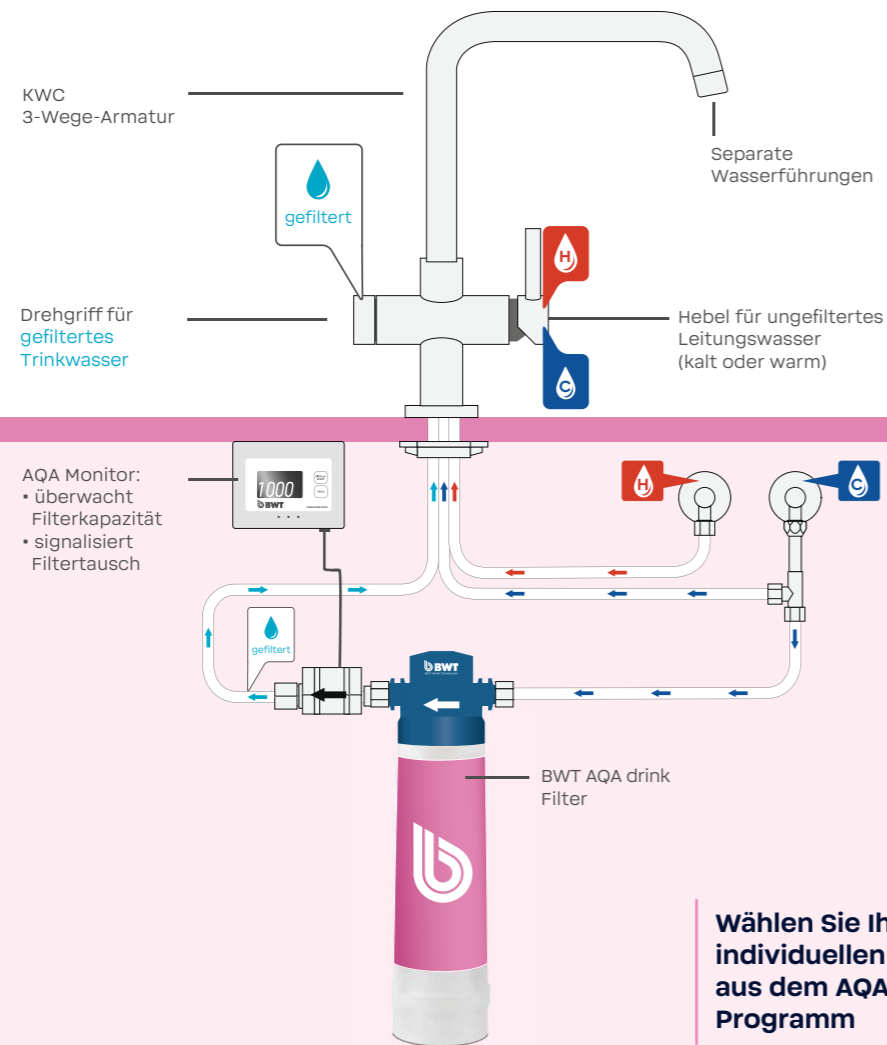 KWC
3-Wege-Armatur
Separate
Wasserführungen
gefiltert
H
Drehgriff für
gefiltertes
Trinkwasser
Hebel für ungefiltertes
Leitungswasser
(kalt oder warm)
C
AQA Monitor:
• überwacht
Filterkapazität
• signalisiert
Filtertausch
1000
BWT
H
C
gefiltert
BWT
BWT AQA drink
Filter
Wählen Sie Ih
individuellen
aus dem AQA
Programm